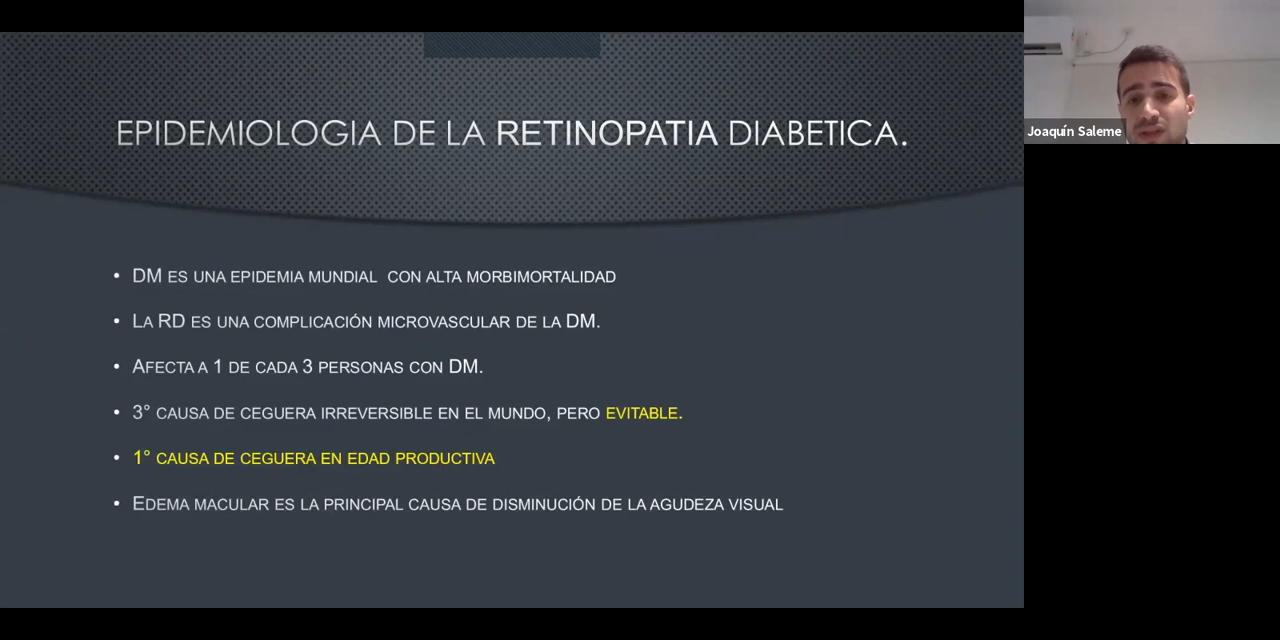 EPIDEMIOLOGIA DE LA RETINOPATIA DIABETICA.
Joaquín Saleme
• DM ES UNA EPIDEMIA MUNDIAL CON ALTA MORBIMORTALIDAD
• LA RD ES UNA COMPLICACIÓN MICROVASCULAR DE LA DM.
• AFECTA A 1 DE CADA 3 PERSONAS CON DM.
• 3° CAUSA DE CEGUERA IRREVERSIBLE EN EL MUNDO, PERO EVITABLE.
• 1° CAUSA DE CEGUERA EN EDAD PRODUCTIVA
• EDEMA MACULAR ES LA PRINCIPAL CAUSA DE DISMINUCIÓN DE LA AGUDEZA VISUAL